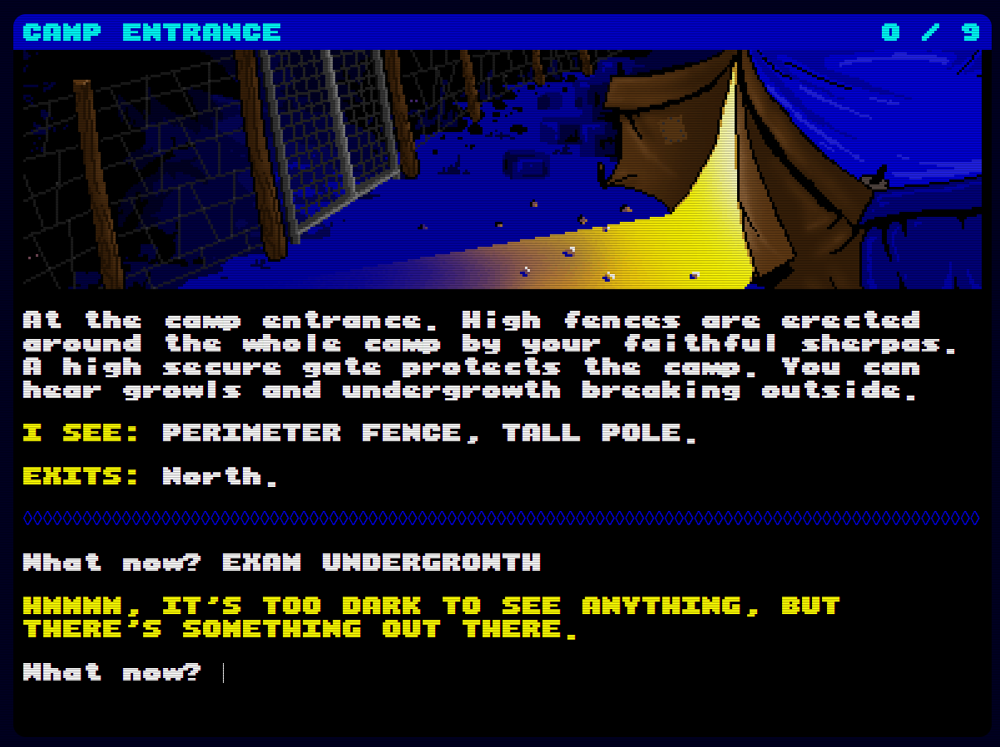 CAMP ENTRANCE 0 / 9
At the camp entrance. High fences are erected
around the whole camp by your faithful sherpas.
A high secure gate protects the camp. You can
hear growls and undergrowth breaking outside.
I SEE: PERIMETER FENCE, TALL POLE.
EXITS: North.
What now? EXAM UNDERGROWTH
HMMMM, IT'S TOO DARK TO SEE ANYTHING, BUT
THERE'S SOMETHING OUT THERE.
What now?